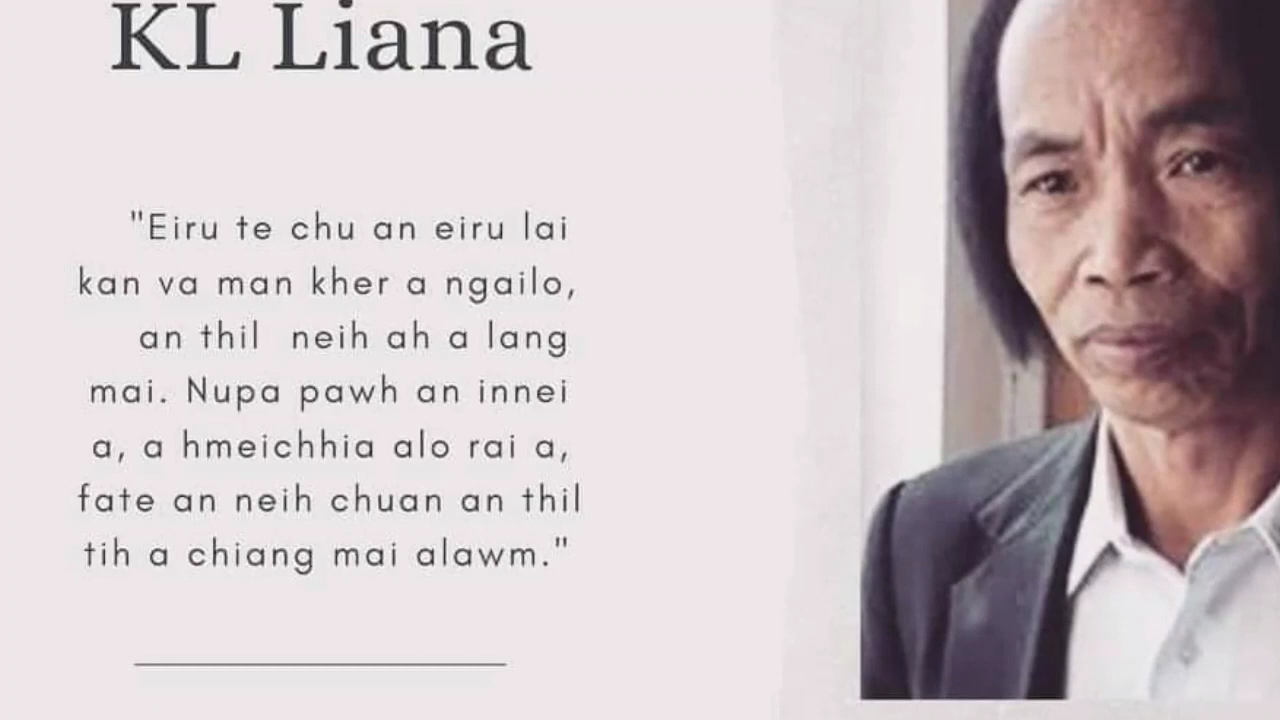 KL Liana
"Eiru te chu an eiru lai
kan va man kher a ngailo,
an thil neih ah a lang
mai. Nupa pawh an innei
a, a hmeichhia alo rai a,
fate an neih chuan an thil
tih a chiang mai alawm."